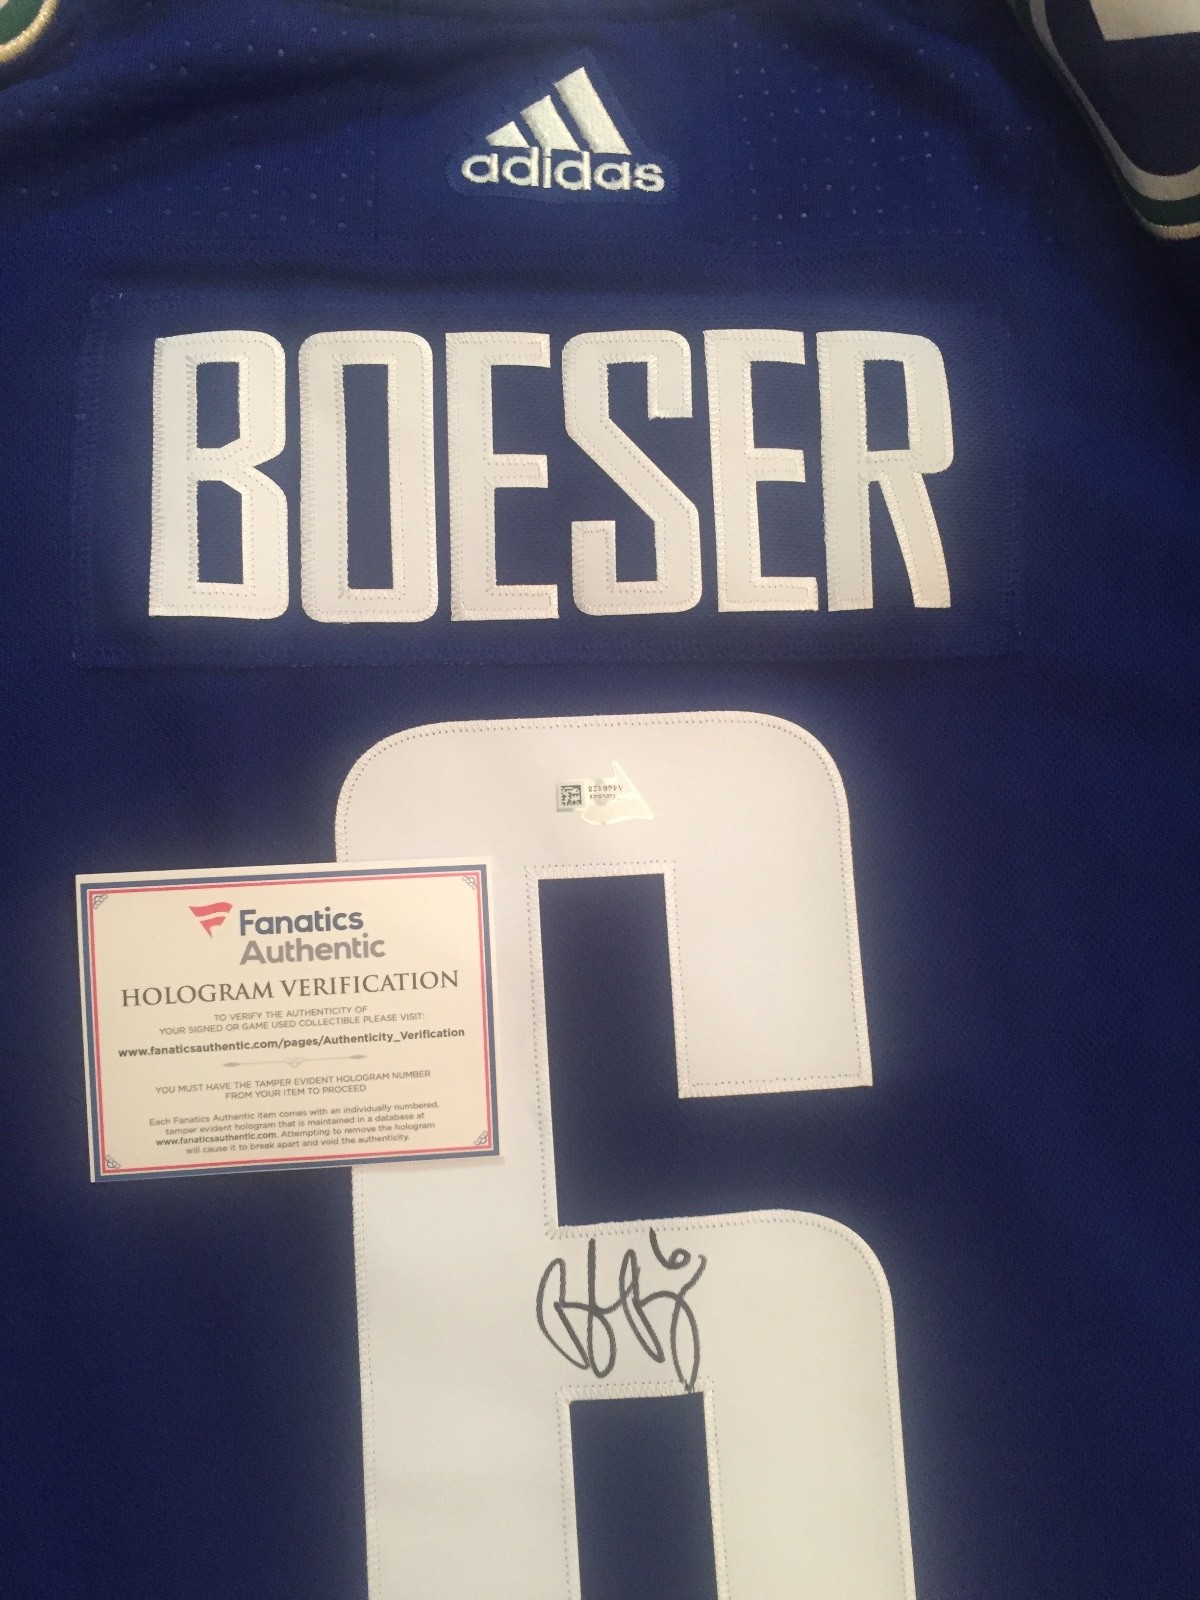 adidas
BOESER
6
Fanatics
Authentic
HOLOGRAM VERIFICATION
TO VERIFY THE AUTHENTICITY OF
YOUR SIGNED OR GAME USED COLLECTIBLE PLEASE VISIT:
www.fanaticsauthentic.com/pages/Authenticity_Verification
YOU MUST HAVE THE TAMPER EVIDENT HOLOGRAM NUMBER
FROM YOUR ITEM TO PROCEED
Each Fanatics Authentic item comes with an individually numbered,
tamper evident hologram that is maintained in a database at
www.fanaticsauthentic.com. Attempting to remove the hologram
will cause it to break apart and void the authenticity.
6